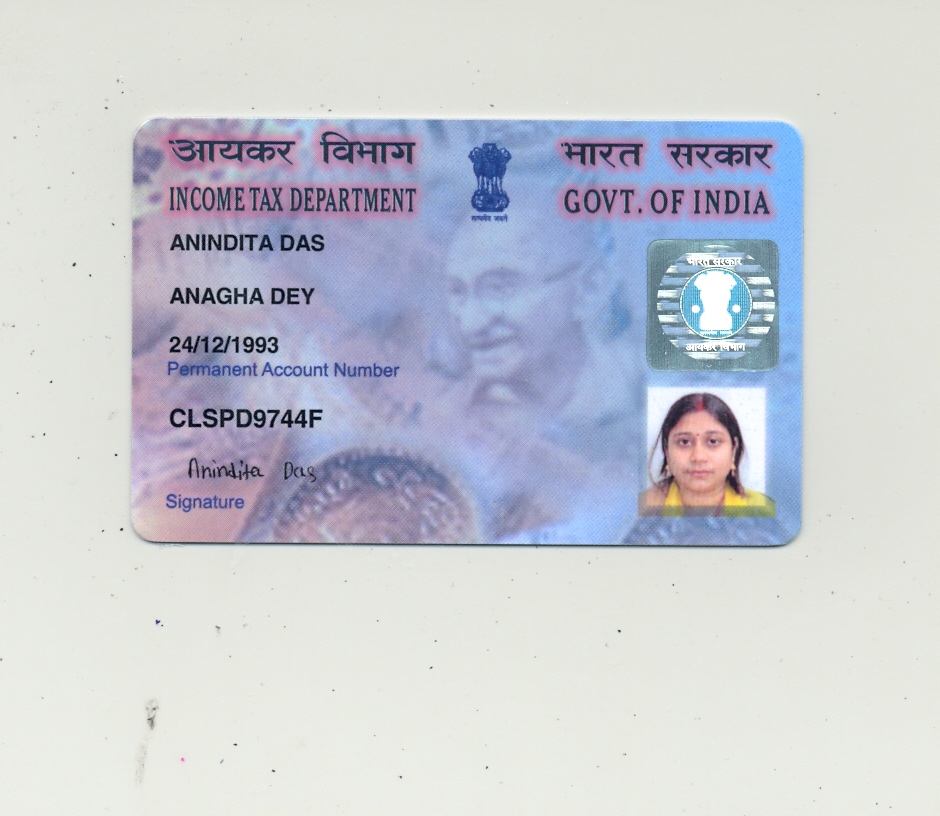 आयकर विभाग
INCOME TAX DEPARTMENT
सत्यमेव जयते
भारत सरकार
GOVT. OF INDIA
ANINDITA DAS
ANAGHA DEY
24/12/1993
Permanent Account Number
CLSPD9744F
Anindita Das
Signature
भारत सरकार
आयकर विभाग